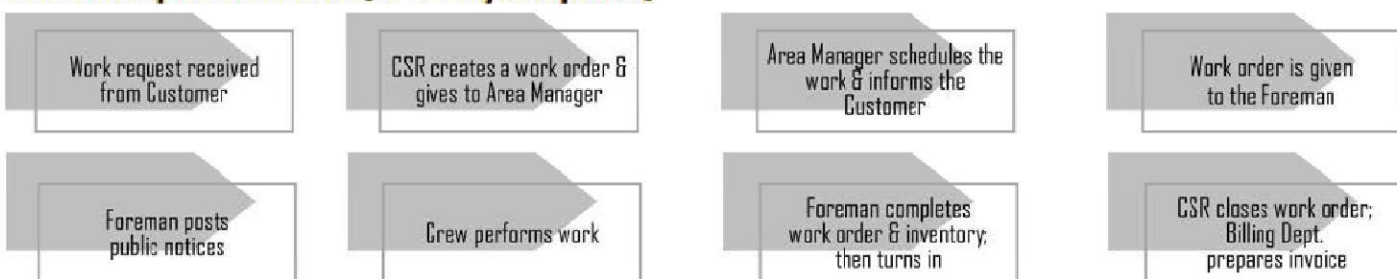 Work request received
from Customer
CSR creates a work order &
gives to Area Manager
Area Manager schedules the
work & informs the
Customer
Work order is given
to the Foreman
Foreman posts
public notices
Crew performs work
Foreman completes
work order & inventory;
then turns in
CSR closes work order;
Billing Dept.
prepares invoice